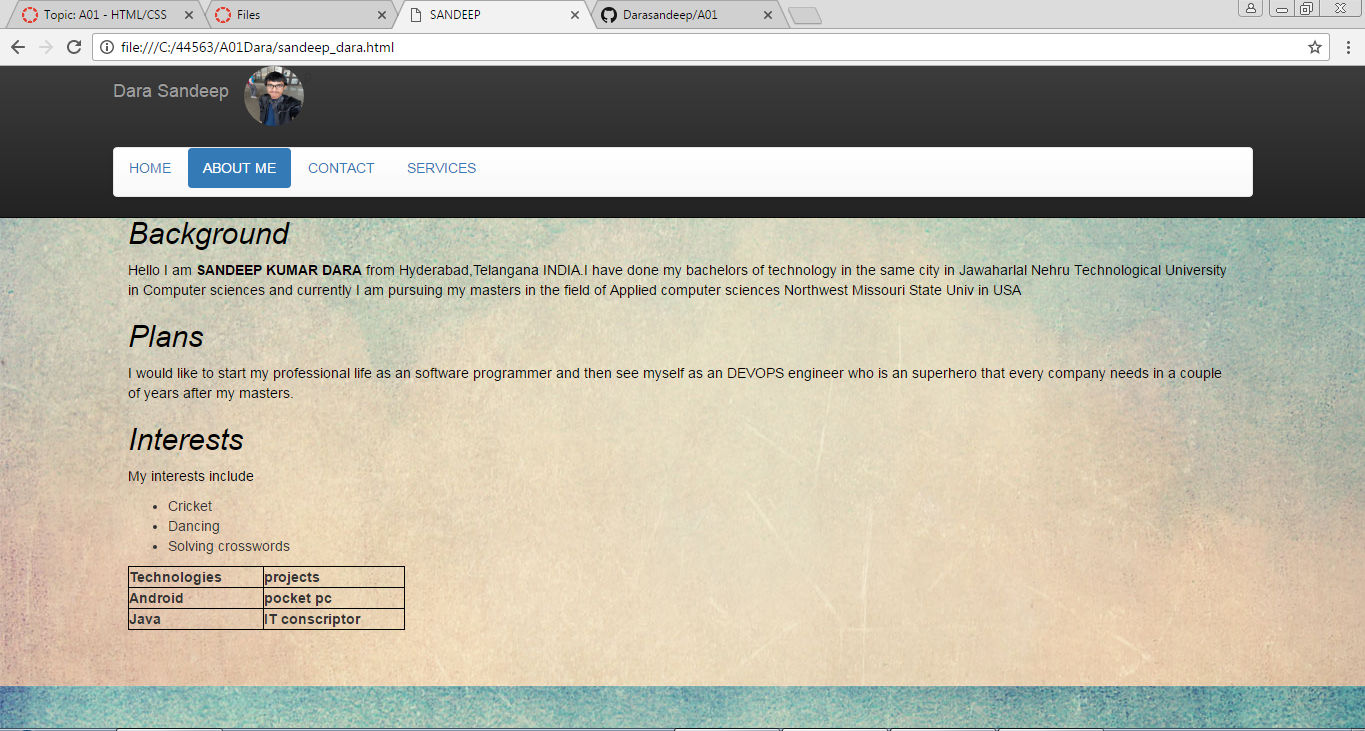 Topic: A01 - HTML/CSS
Files
SANDEEP
Darasandeep/A01
file:///C:/44563/A01Dara/sandeep_dara.html
Dara Sandeep
HOME
ABOUT ME
CONTACT
SERVICES
Background
Hello I am SANDEEP KUMAR DARA from Hyderabad,Telangana INDIA.I have done my bachelors of technology in the same city in Jawaharlal Nehru Technological University
in Computer sciences and currently I am pursuing my masters in the field of Applied computer sciences Northwest Missouri State Univ in USA
Plans
I would like to start my professional life as an software programmer and then see myself as an DEVOPS engineer who is an superhero that every company needs in a couple
of years after my masters.
Interests
My interests include
• Cricket
• Dancing
• Solving crosswords
Technologies projects
Android pocket pc
Java IT conscriptor